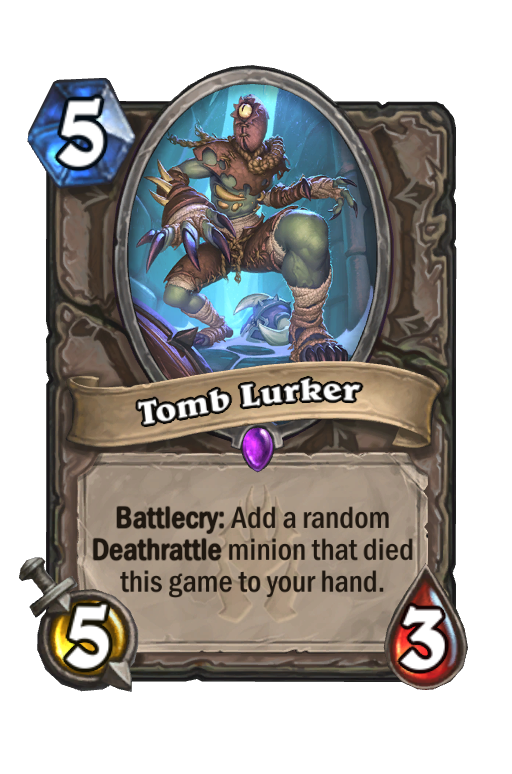 5
Tomb Lurker
Battlecry: Add a random
Deathrattle minion that died
this game to your hand.
5
3